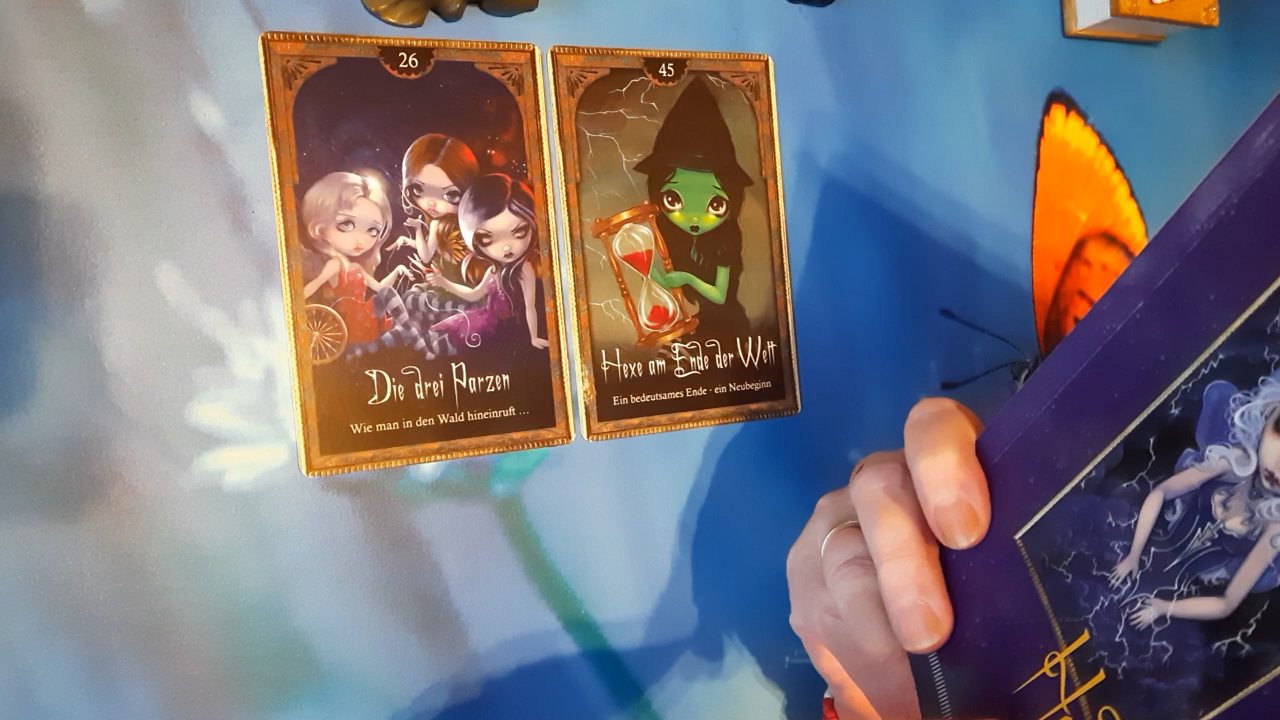 26
Die drei Parzen
Wie man in den Wald hineinruft ...
45
Hexe am Ende der Welt
Ein bedeutsames Ende · ein Neubeginn